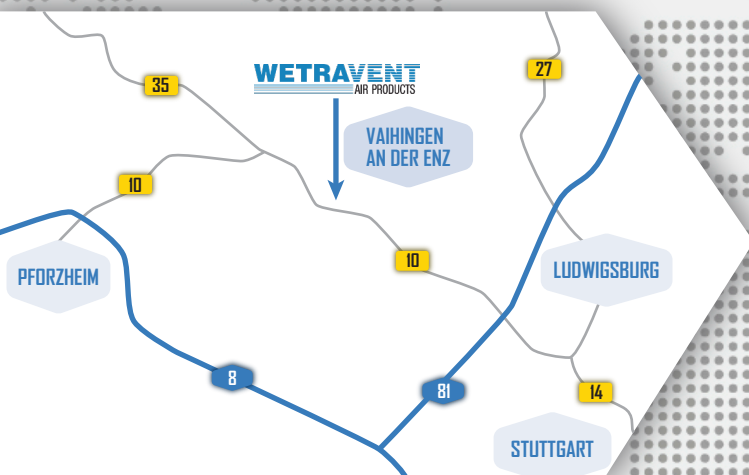 WETRAVENT
AIR PRODUCTS
27
35
VAIHINGEN
AN DER ENZ
10
10
PFORZHEIM
LUDWIGSBURG
8
81
14
STUTTGART